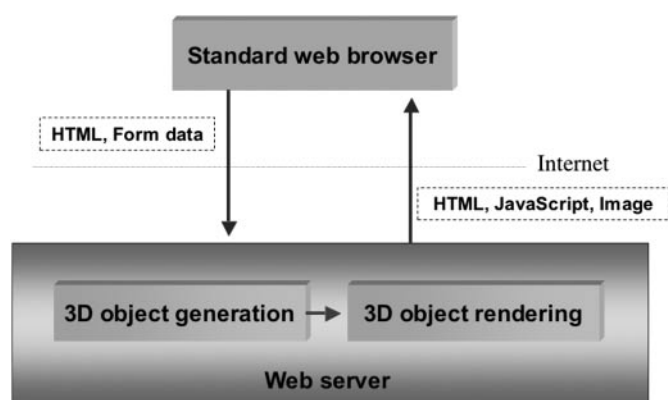 Standard web browser
HTML, Form data
Internet
HTML, JavaScript, Image
3D object generation
3D object rendering
Web server